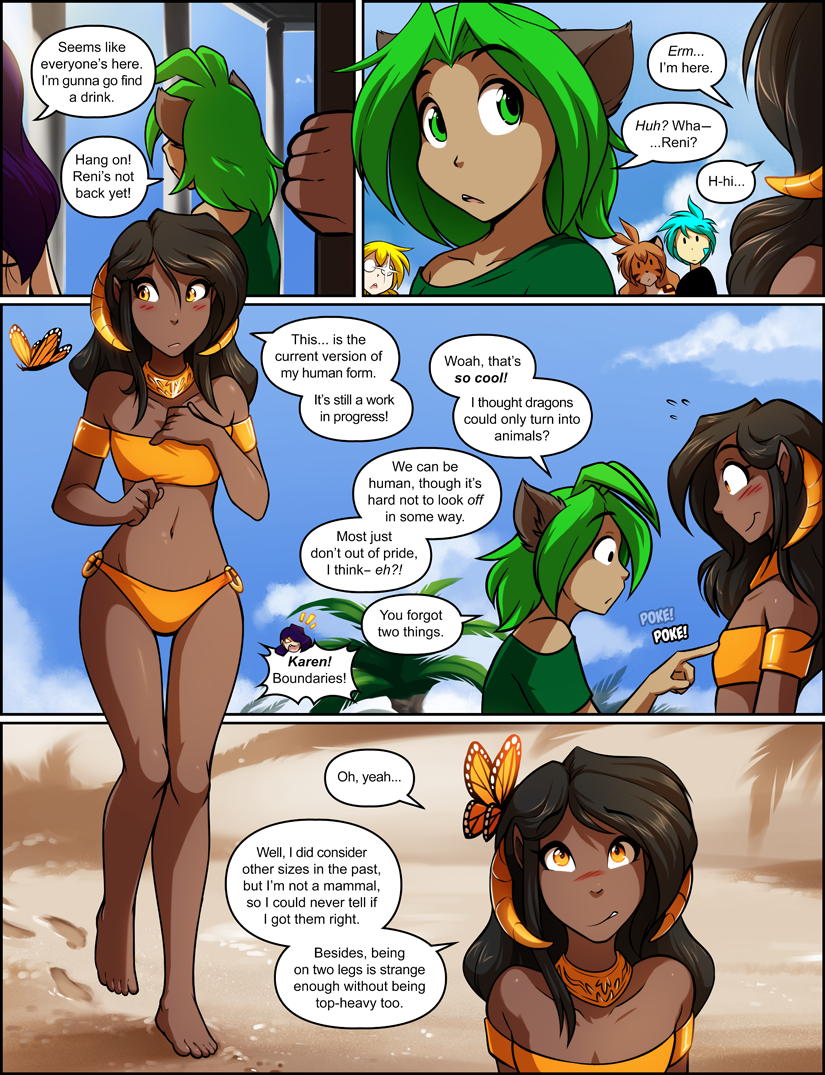 Seems like
everyone's here.
I'm gunna go find
a drink.
Hang on!
Reni's not
back yet!
Erm...
I'm here.
Huh? Wha—
...Reni?
H-hi...
This... is the
current version of
my human form.
It's still a work
in progress!
Woah, that's
so cool!
I thought dragons
could only turn into
animals?
We can be
human, though it's
hard not to look off
in some way.
Most just
don't out of pride,
I think– eh?!
You forgot
two things.
POKE!
POKE!
Karen!
Boundaries!
Oh, yeah...
Well, I did consider
other sizes in the past,
but I'm not a mammal,
so I could never tell if
I got them right.
Besides, being
on two legs is strange
enough without being
top-heavy too.